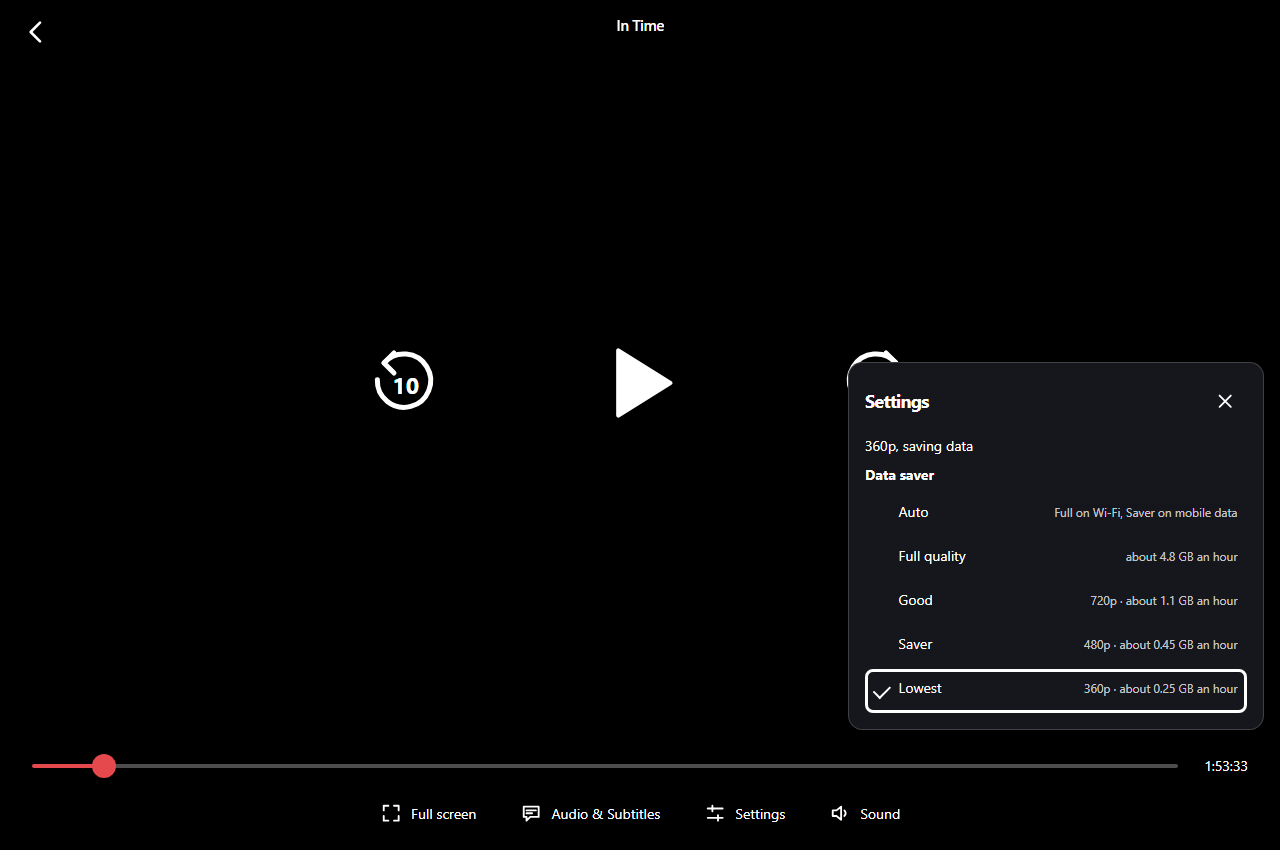 In Time
10
Settings
360p, saving data
Data saver
Auto Full on Wi-Fi, Saver on mobile data
Full quality about 4.8 GB an hour
Good 720p · about 1.1 GB an hour
Saver 480p · about 0.45 GB an hour
Lowest 360p · about 0.25 GB an hour
1:53:33
Full screen Audio & Subtitles Settings Sound